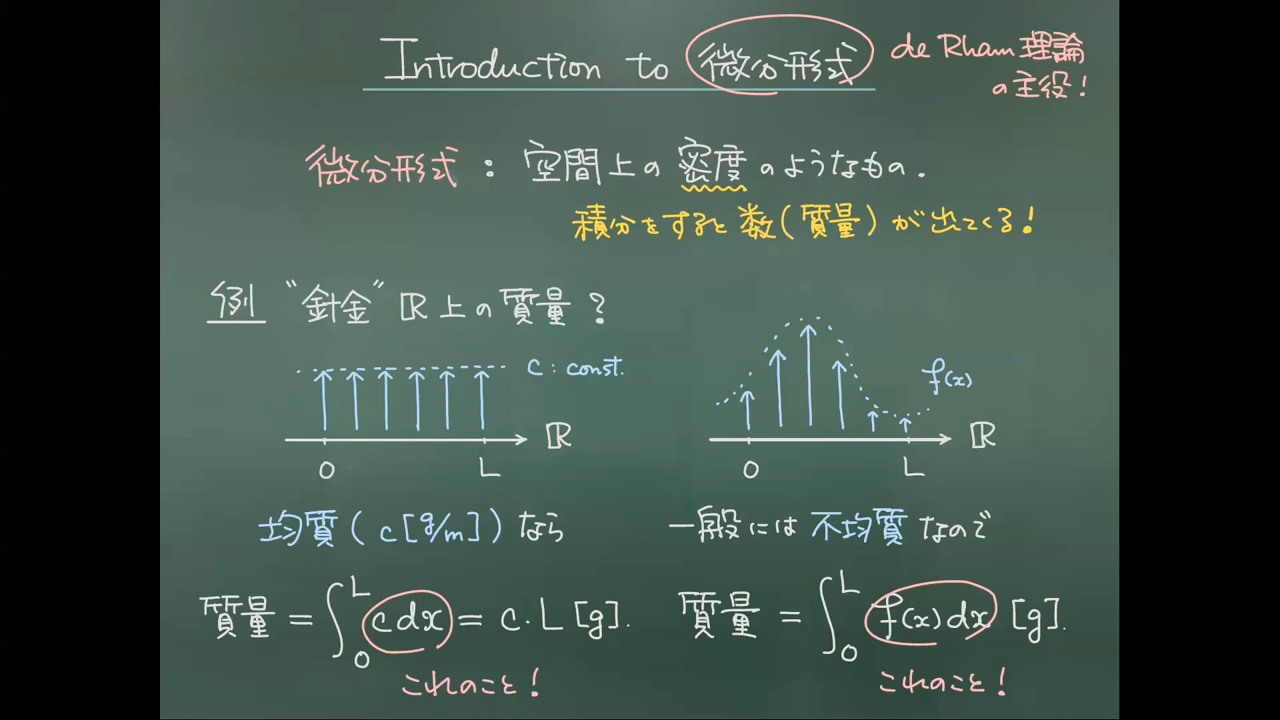 Introduction to 微分形式
de Rham 理論
の主役!
微分形式 : 空間上の密度のようなもの.
積分をすると数(質量)が出てくる!
例 "針金" ℝ上の質量?
c : const.
f(x)
ℝ
0 L
ℝ
0 L
均質(c[g/m])なら
一般には不均質なので
質量 = ∫₀ᴸ c dx = c・L [g].
質量 = ∫₀ᴸ f(x) dx [g].
これのこと!
これのこと!